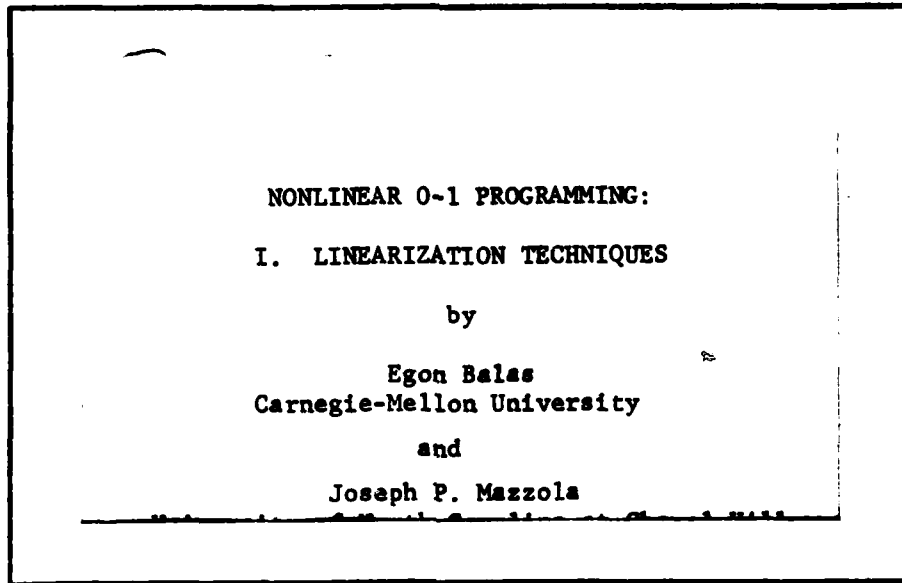 NONLINEAR 0-1 PROGRAMMING:
I. LINEARIZATION TECHNIQUES
by
Egon Balas
Carnegie-Mellon University
and
Joseph P. Mazzola